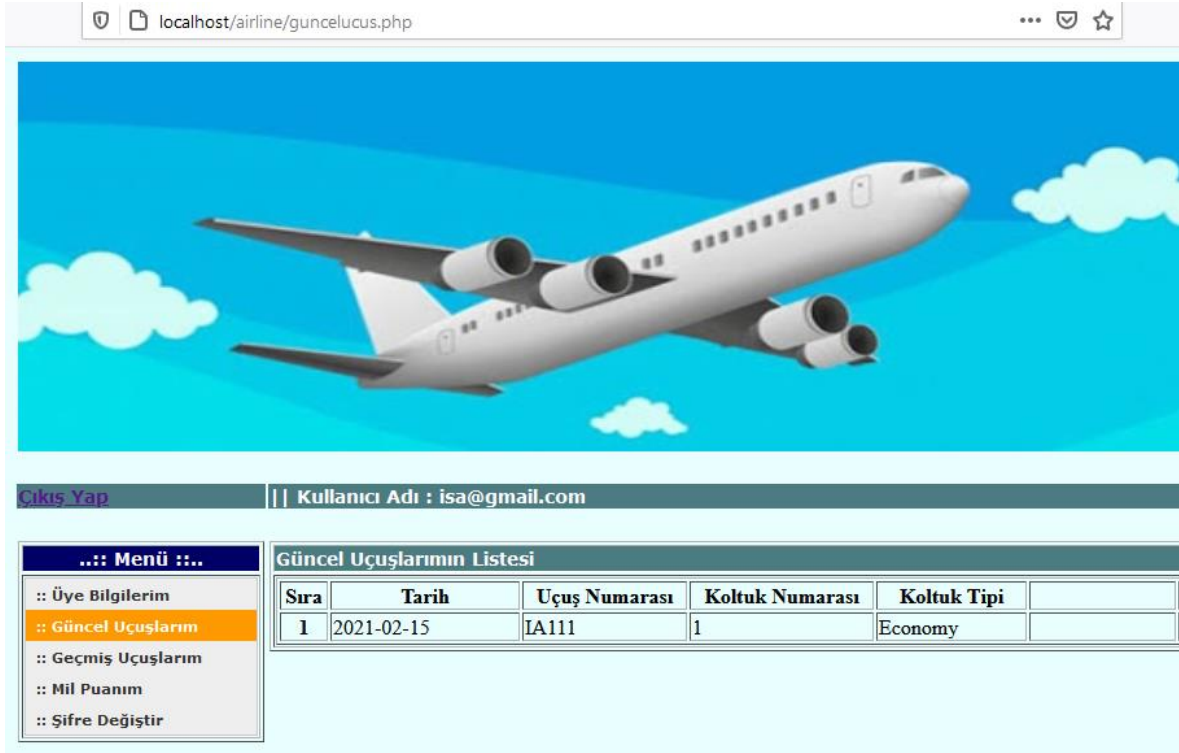 localhost/airline/guncelucus.php
Çıkış Yap || Kullanıcı Adı : isa@gmail.com
..:: Menü ::..
:: Üye Bilgilerim
:: Güncel Uçuşlarım
:: Geçmiş Uçuşlarım
:: Mil Puanım
:: Şifre Değiştir
Güncel Uçuşlarımın Listesi
Sıra Tarih Uçuş Numarası Koltuk Numarası Koltuk Tipi
1 2021-02-15 IA111 1 Economy